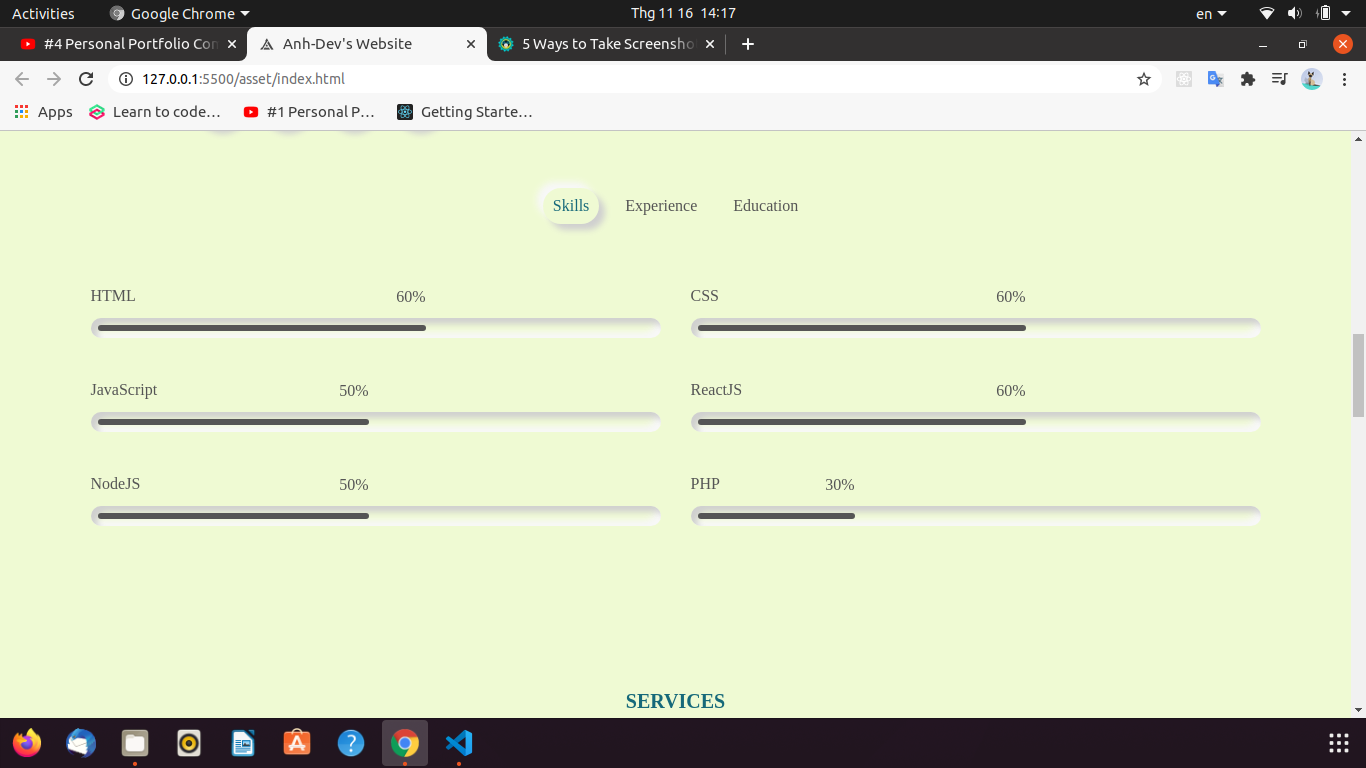 Activities Google Chrome Thg 11 16 14:17 en
#4 Personal Portfolio Con Anh-Dev's Website 5 Ways to Take Screensho
127.0.0.1:5500/asset/index.html
Apps Learn to code… #1 Personal P… Getting Starte…
Skills Experience Education
HTML 60% CSS 60%
JavaScript 50% ReactJS 60%
NodeJS 50% PHP 30%
SERVICES